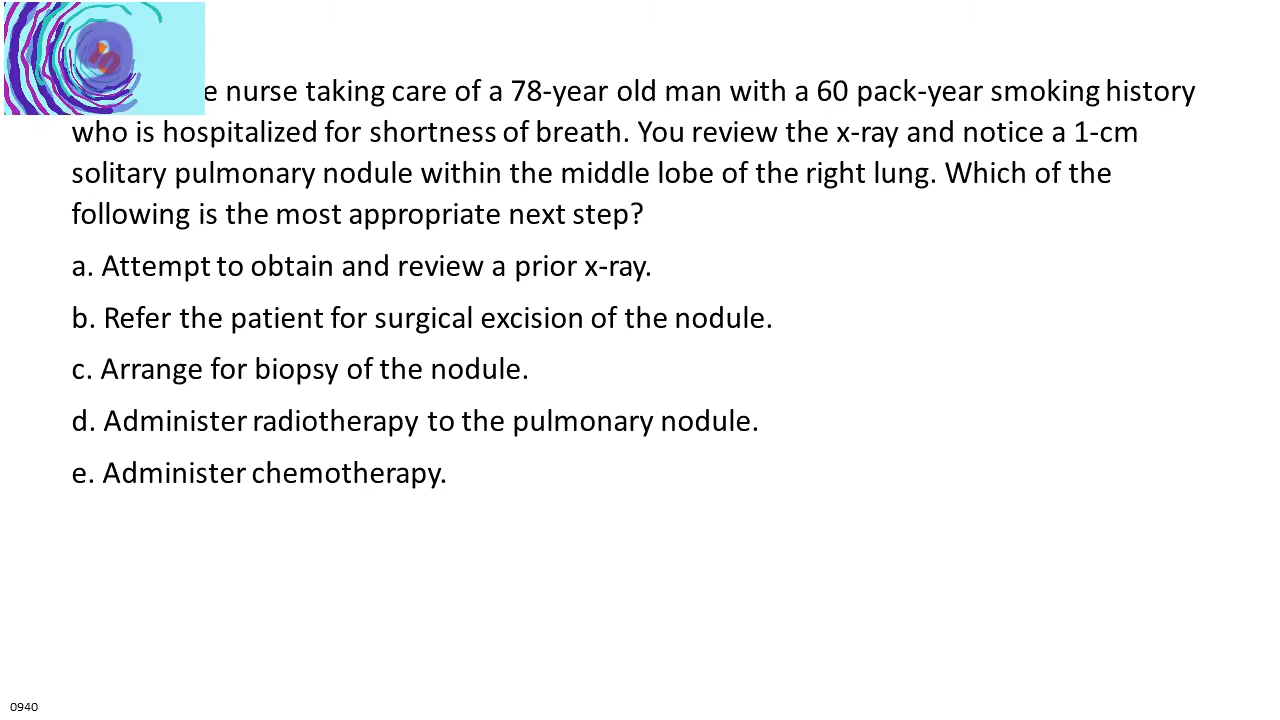 e nurse taking care of a 78-year old man with a 60 pack-year smoking history
who is hospitalized for shortness of breath. You review the x-ray and notice a 1-cm
solitary pulmonary nodule within the middle lobe of the right lung. Which of the
following is the most appropriate next step?
a. Attempt to obtain and review a prior x-ray.
b. Refer the patient for surgical excision of the nodule.
c. Arrange for biopsy of the nodule.
d. Administer radiotherapy to the pulmonary nodule.
e. Administer chemotherapy.
0940